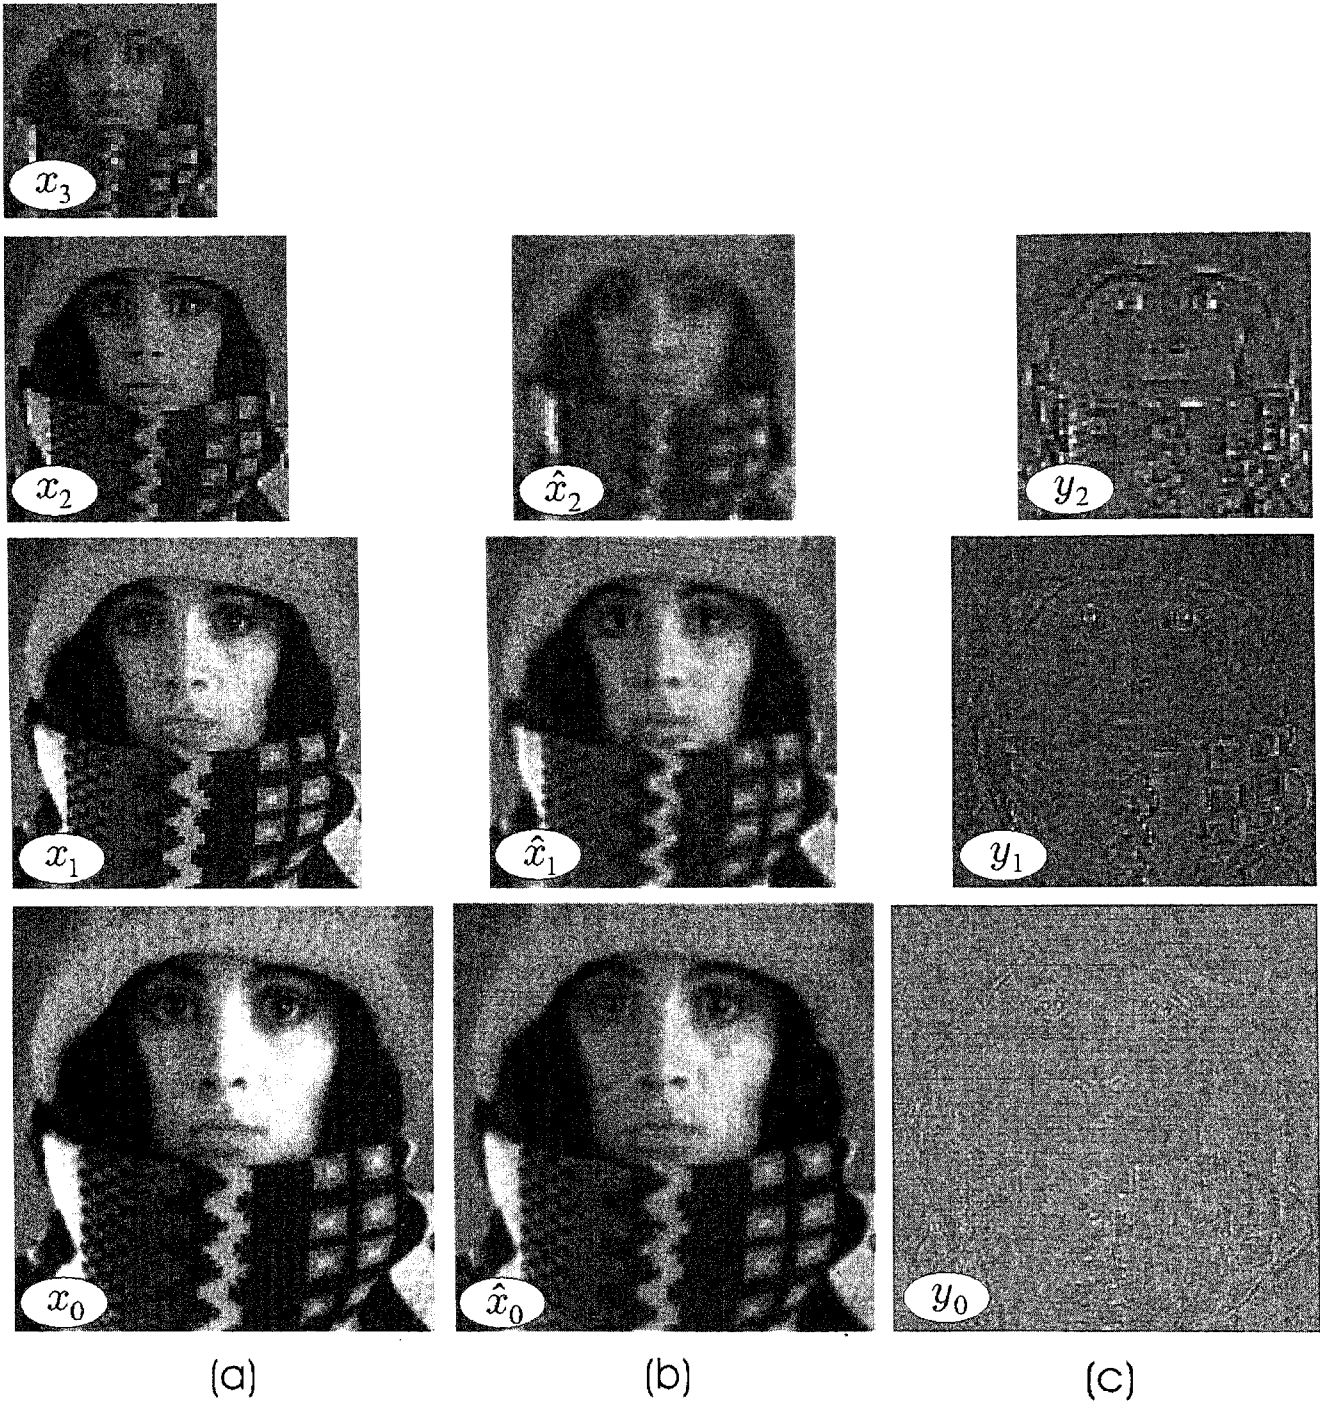 x₃
x₂ x̂₂ y₂
x₁ x̂₁ y₁
x₀ x̂₀ y₀
(a) (b) (c)